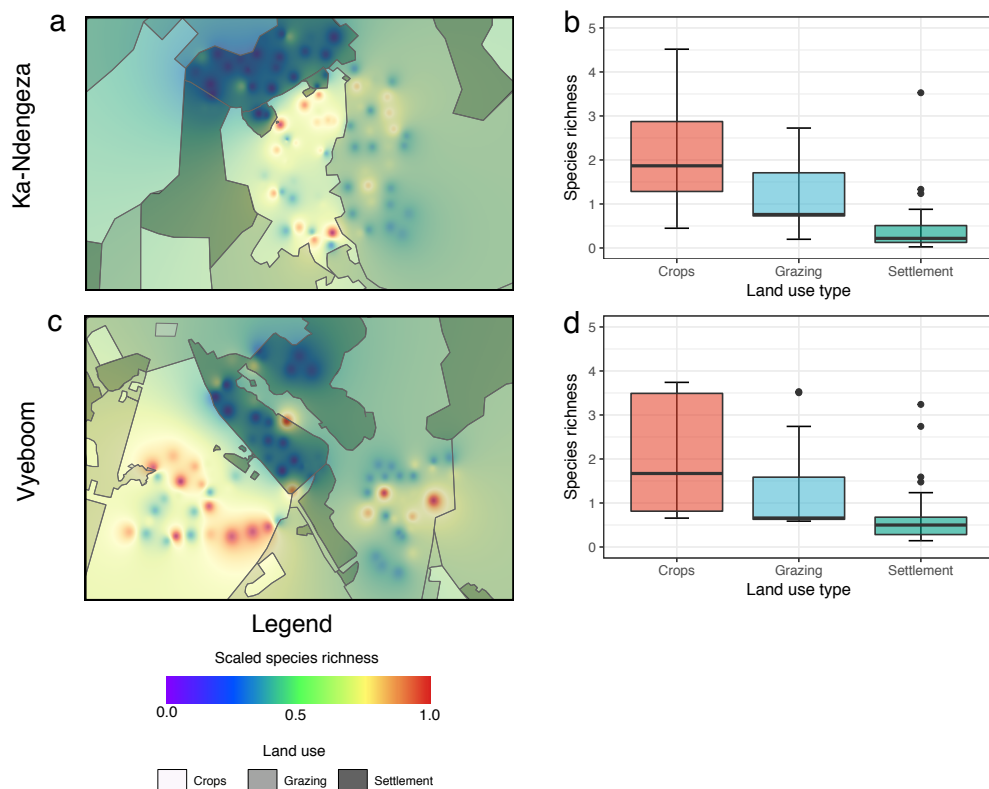 a
Ka-Ndengeza
b
5
4
3
2
1
0
Species richness
Crops
Grazing
Settlement
Land use type
c
Vyeboom
d
5
4
3
2
1
0
Species richness
Crops
Grazing
Settlement
Land use type
Legend
Scaled species richness
0.0 0.5 1.0
Land use
Crops Grazing Settlement